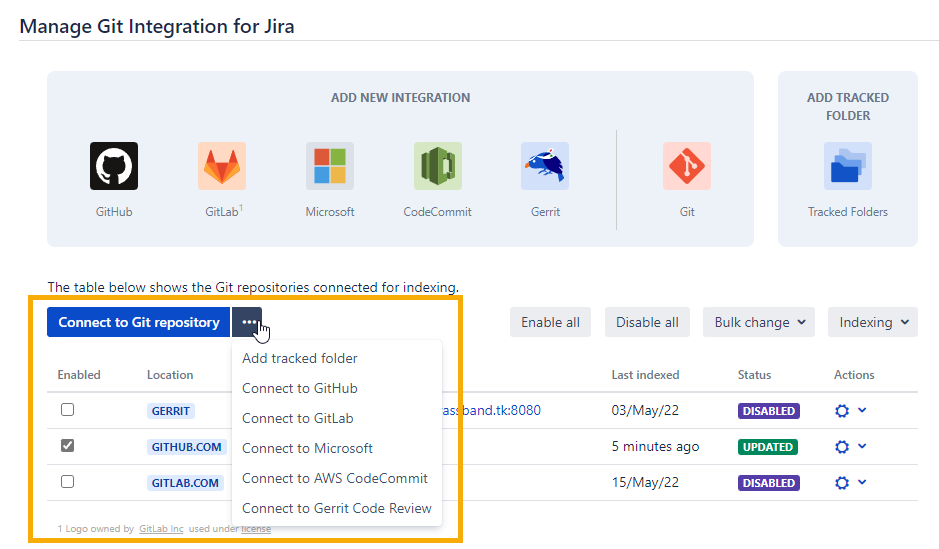 Manage Git Integration for Jira
ADD NEW INTEGRATION
GitHub
GitLab1
Microsoft
CodeCommit
Gerrit
Git
ADD TRACKED
FOLDER
Tracked Folders
The table below shows the Git repositories connected for indexing.
Connect to Git repository ••• Enable all Disable all Bulk change Indexing
Add tracked folder
Connect to GitHub
Connect to GitLab
Connect to Microsoft
Connect to AWS CodeCommit
Connect to Gerrit Code Review
Enabled Location Last indexed Status Actions
GERRIT assband.tk:8080 03/May/22 DISABLED
GITHUB.COM 5 minutes ago UPDATED
GITLAB.COM 15/May/22 DISABLED
1 Logo owned by GitLab Inc used under license